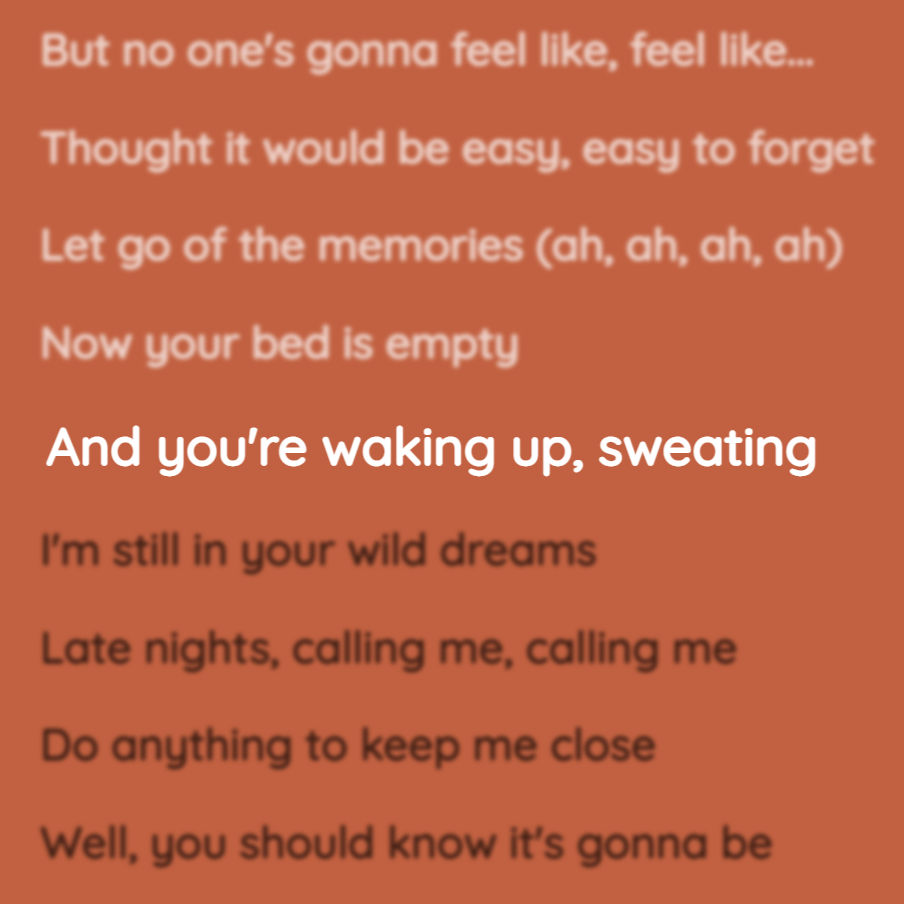 But no one's gonna feel like, feel like...
Thought it would be easy, easy to forget
Let go of the memories (ah, ah, ah, ah)
Now your bed is empty
And you're waking up, sweating
I'm still in your wild dreams
Late nights, calling me, calling me
Do anything to keep me close
Well, you should know it's gonna be